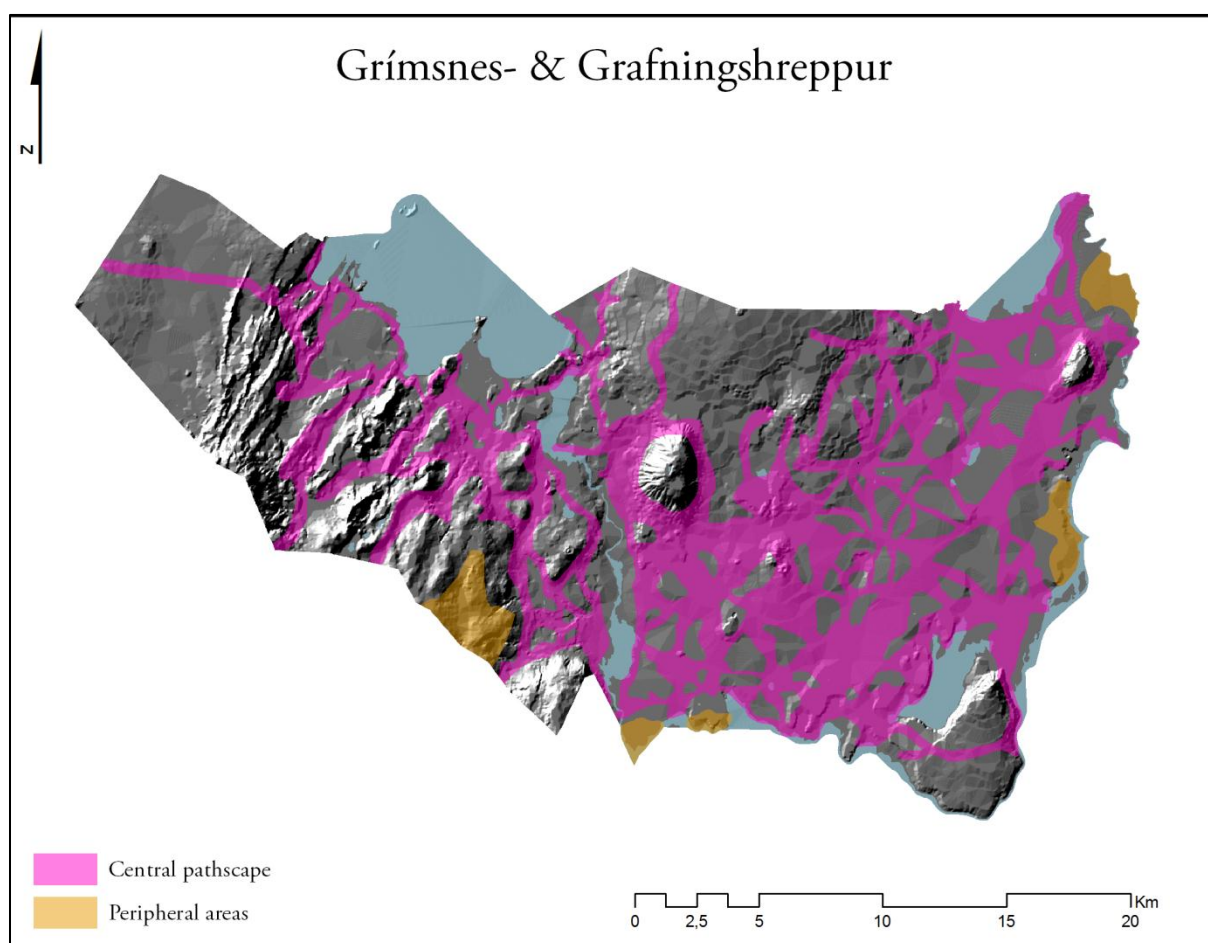 Grímsnes- & Grafningshreppur
N
Central pathscape
Peripheral areas
Km
0 2,5 5 10 15 20